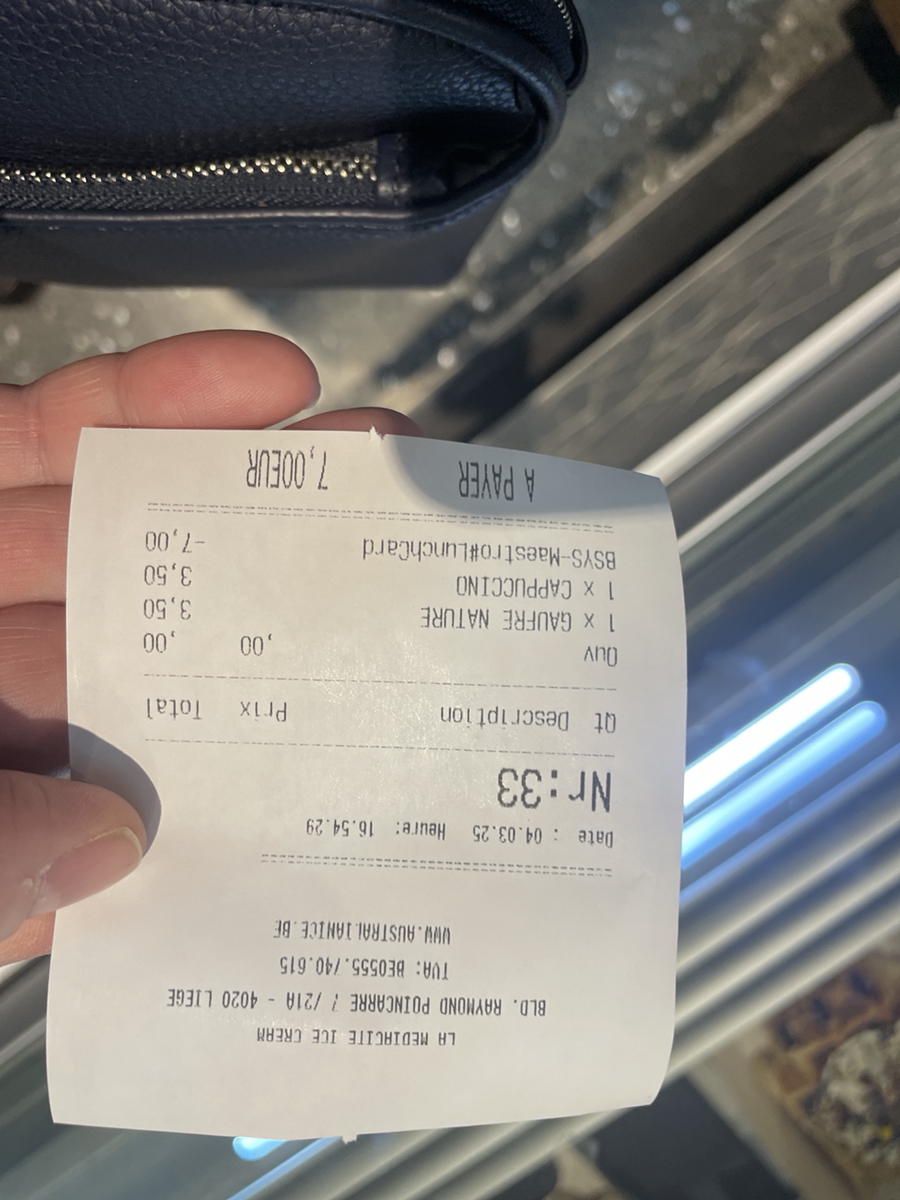 LA MEDIACITE ICE CREAM
BLD. RAYMOND POINCARRE 7 /21A - 4020 LIEGE
TVA: BE0555.740.615
WWW.AUSTRALIANICE.BE
Date : 04.03.25 Heure: 16.54.29
Nr:33
Qt Description Prix Total
Ouv ,00 ,00
1 x GAUFRE NATURE 3,50
1 x CAPPUCCINO 3,50
BSYS-Maestro#LunchCard -7,00
A PAYER 7,00EUR